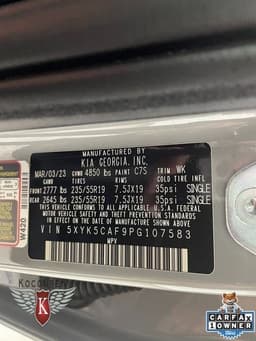 MANUFACTURED BY
KIA GEORGIA, INC.
MAR/03/23 GVWR 4850 lbs PAINT C7S TRIM WK
GAWR TIRES RIMS COLD TIRE INFL
FRONT 2777 lbs 235/55R19 7.5JX19 35psi SINGLE
REAR 2645 lbs 235/55R19 7.5JX19 35psi SINGLE
THIS VEHICLE CONFORMS TO ALL APPLICABLE
U.S.A. FEDERAL MOTOR VEHICLE SAFETY
STANDARDS IN EFFECT ON THE DATE OF
MANUFACTURE SHOWN ABOVE.
VIN 5XYK5CAF9PG107583
MPV
W420
K
CARFAX
1 OWNER